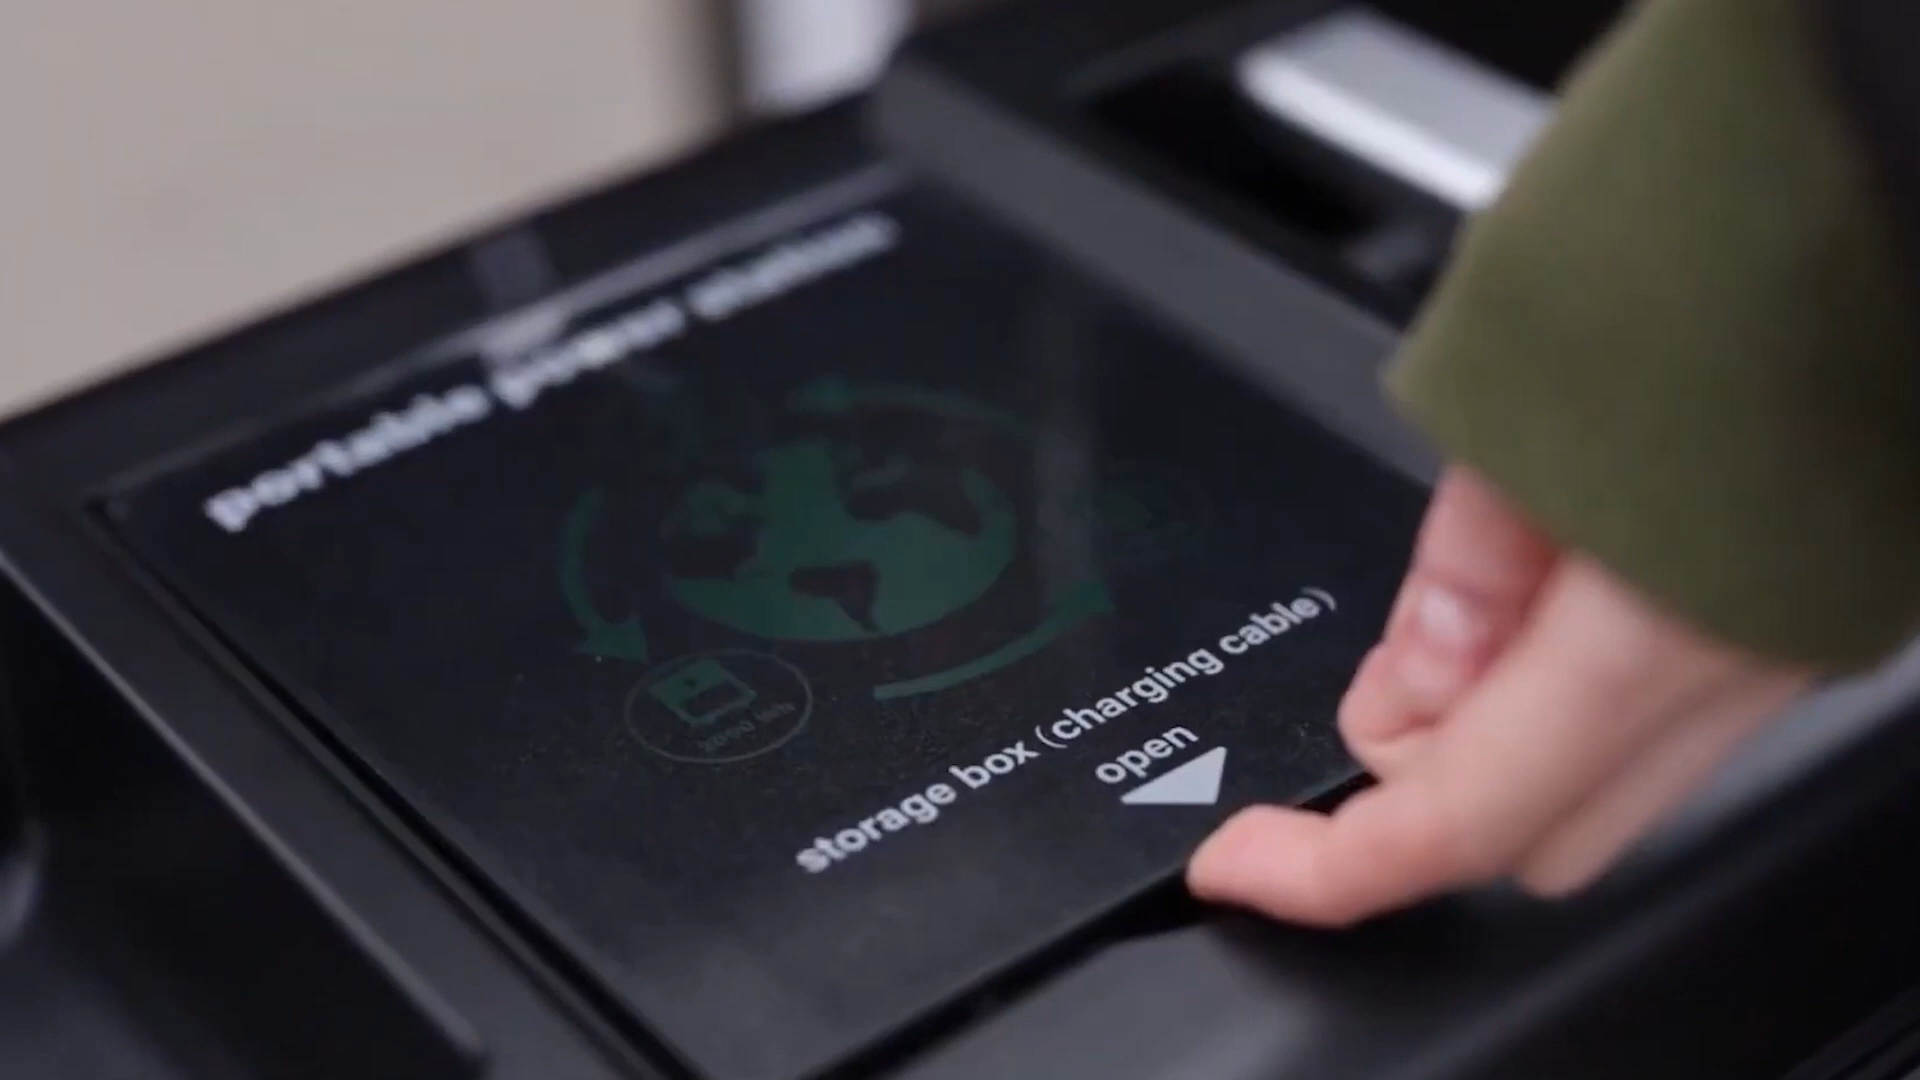 portable power station
storage box (charging cable)
open